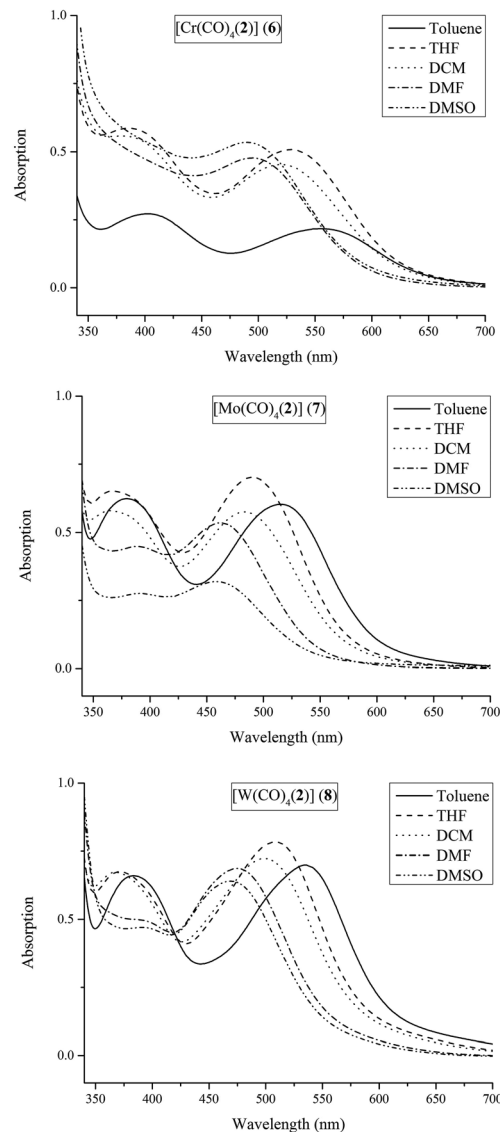 [Cr(CO)4(2)] (6)
Toluene
THF
DCM
DMF
DMSO
1.0
0.5
0.0
Absorption
350 400 450 500 550 600 650 700
Wavelength (nm)
[Mo(CO)4(2)] (7)
Toluene
THF
DCM
DMF
DMSO
1.0
0.5
0.0
Absorption
350 400 450 500 550 600 650 700
Wavelength (nm)
[W(CO)4(2)] (8)
Toluene
THF
DCM
DMF
DMSO
1.0
0.5
0.0
Absorption
350 400 450 500 550 600 650 700
Wavelength (nm)